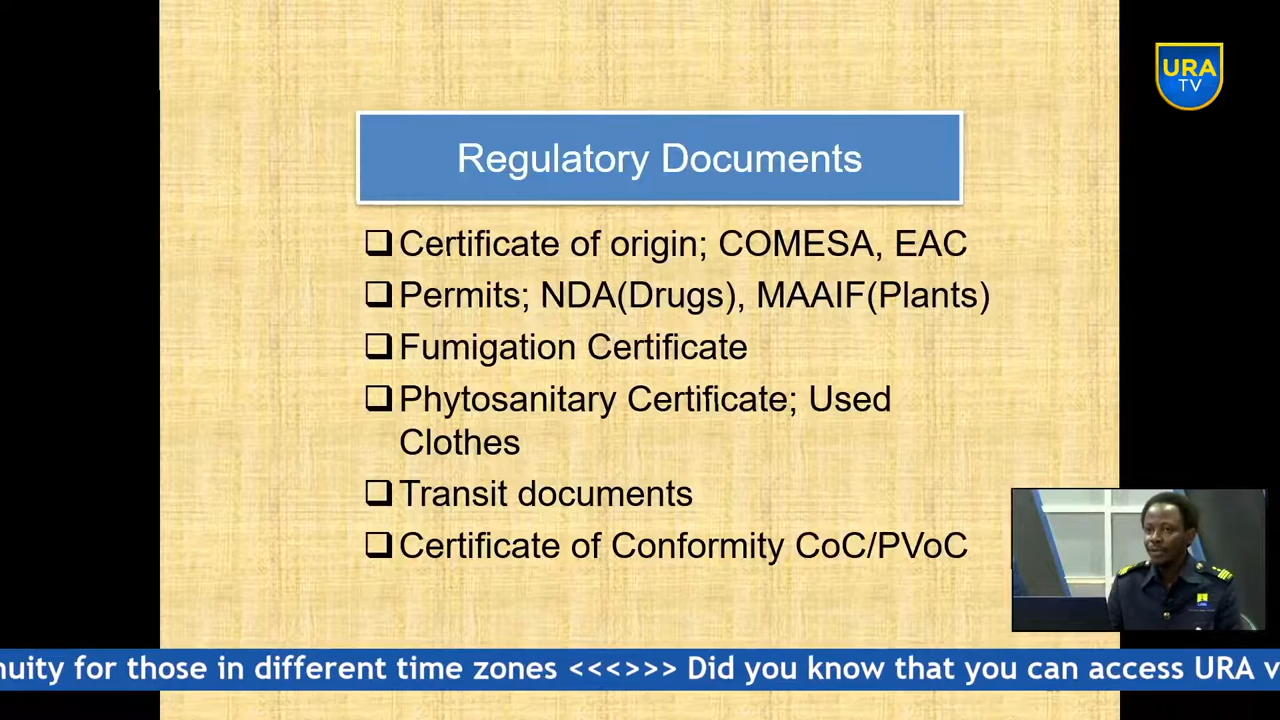 URA
TV
Regulatory Documents
Certificate of origin; COMESA, EAC
Permits; NDA(Drugs), MAAIF(Plants)
Fumigation Certificate
Phytosanitary Certificate; Used
Clothes
Transit documents
Certificate of Conformity CoC/PVoC
nuity for those in different time zones <<<>>> Did you know that you can access URA v